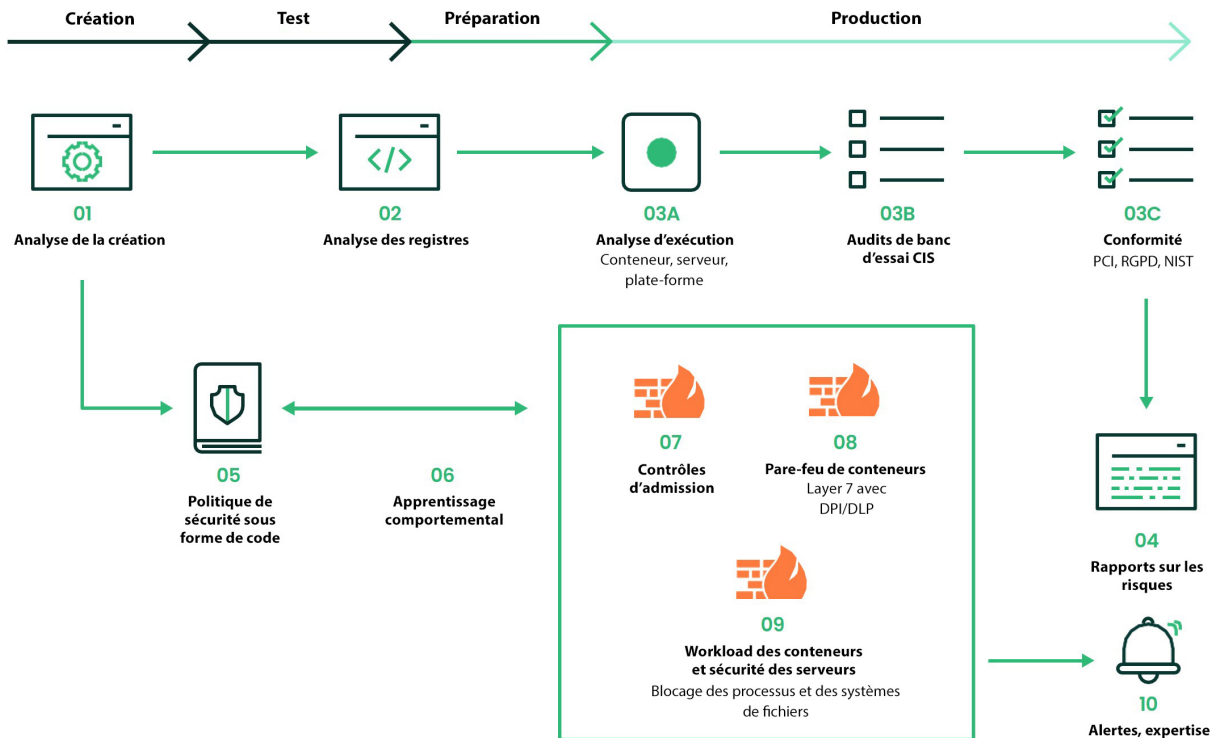 Création
Test
Préparation
Production
01
Analyse de la création
</>
02
Analyse des registres
03A
Analyse d’exécution
Conteneur, serveur,
plate-forme
03B
Audits de banc
d’essai CIS
03C
Conformité
PCI, RGPD, NIST
05
Politique de
sécurité sous
forme de code
06
Apprentissage
comportemental
07
Contrôles
d’admission
08
Pare-feu de conteneurs
Layer 7 avec
DPI/DLP
09
Workload des conteneurs
et sécurité des serveurs
Blocage des processus et des systèmes
de fichiers
04
Rapports sur les
risques
10
Alertes, expertise